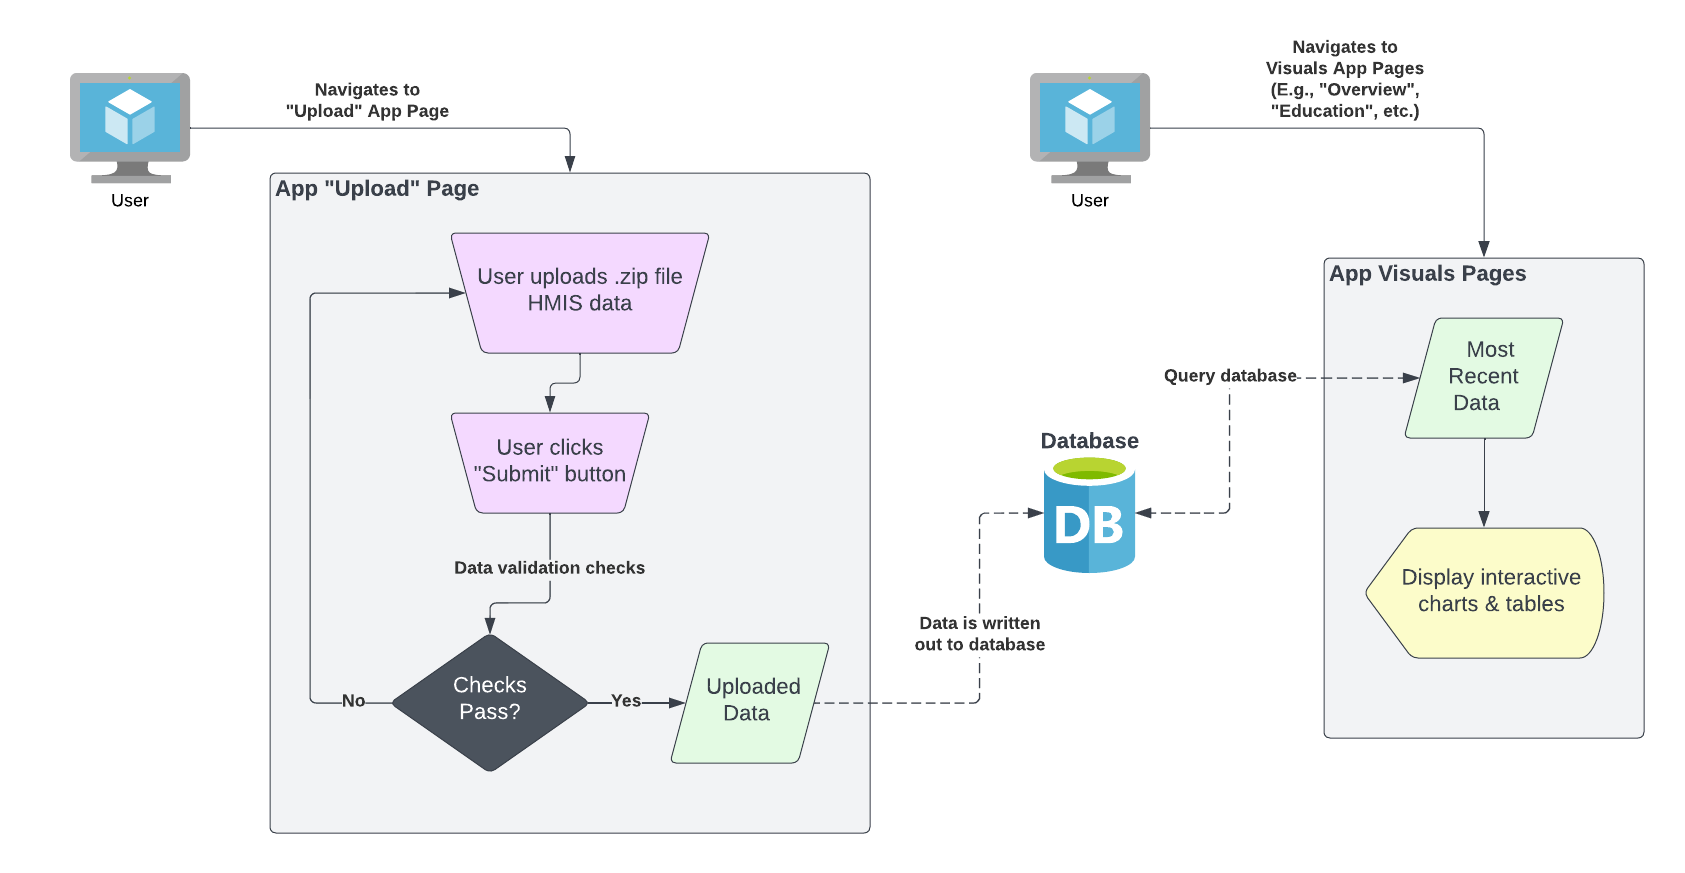 Navigates to
"Upload" App Page
User
App "Upload" Page
User uploads .zip file
HMIS data
User clicks
"Submit" button
Data validation checks
Checks
Pass?
No
Yes
Uploaded
Data
Data is written
out to database
Database
DB
Query database
Navigates to
Visuals App Pages
(E.g., "Overview",
"Education", etc.)
User
App Visuals Pages
Most
Recent
Data
Display interactive
charts & tables